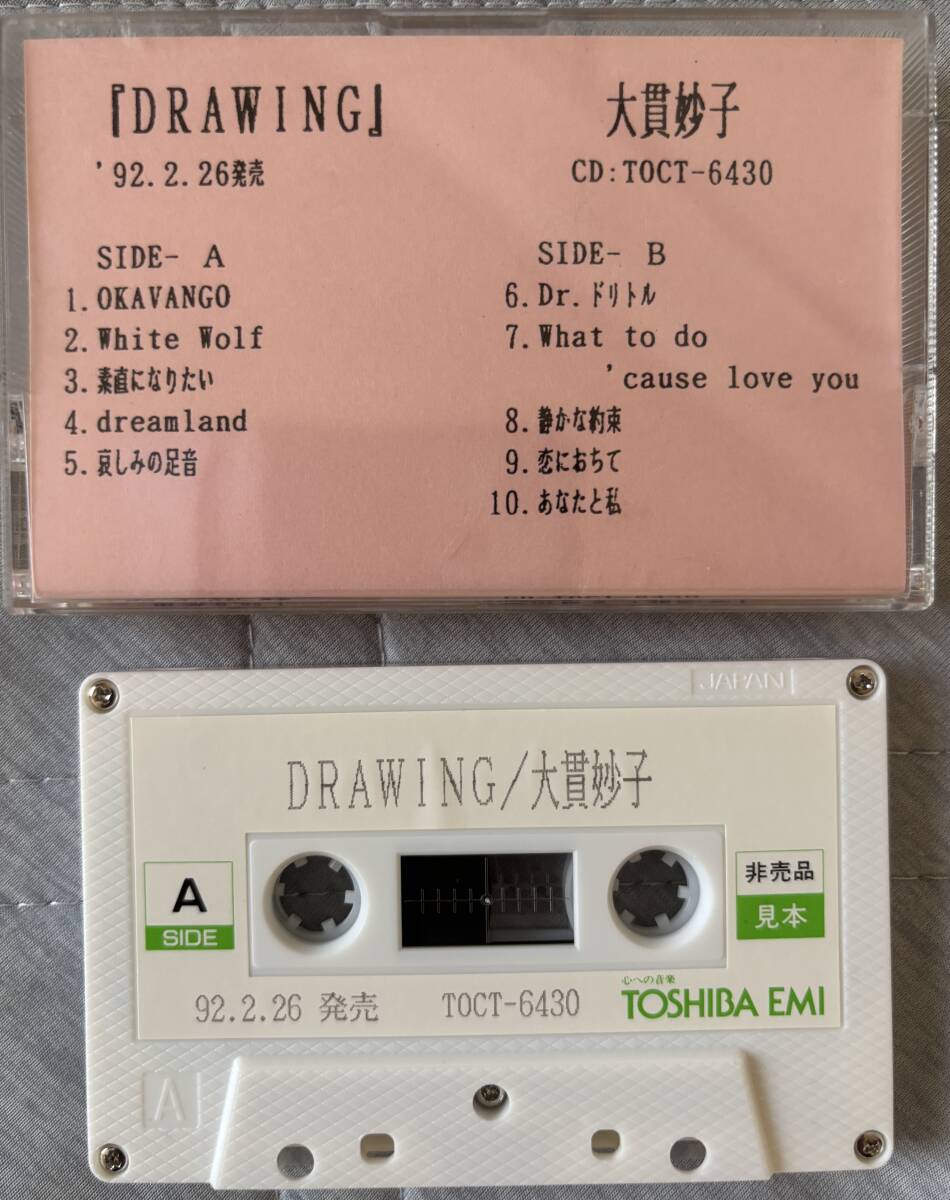 『DRAWING』
大貫妙子
'92.2.26発売
CD:TOCT-6430
SIDE- A
1.OKAVANGO
2.White Wolf
3.素直になりたい
4.dreamland
5.哀しみの足音
SIDE- B
6.Dr.ドリトル
7.What to do
'cause love you
8.静かな約束
9.恋におちて
10.あなたと私
JAPAN
DRAWING/大貫妙子
A
SIDE
非売品
見本
92.2.26 発売
TOCT-6430
心への音楽
TOSHIBA EMI
A